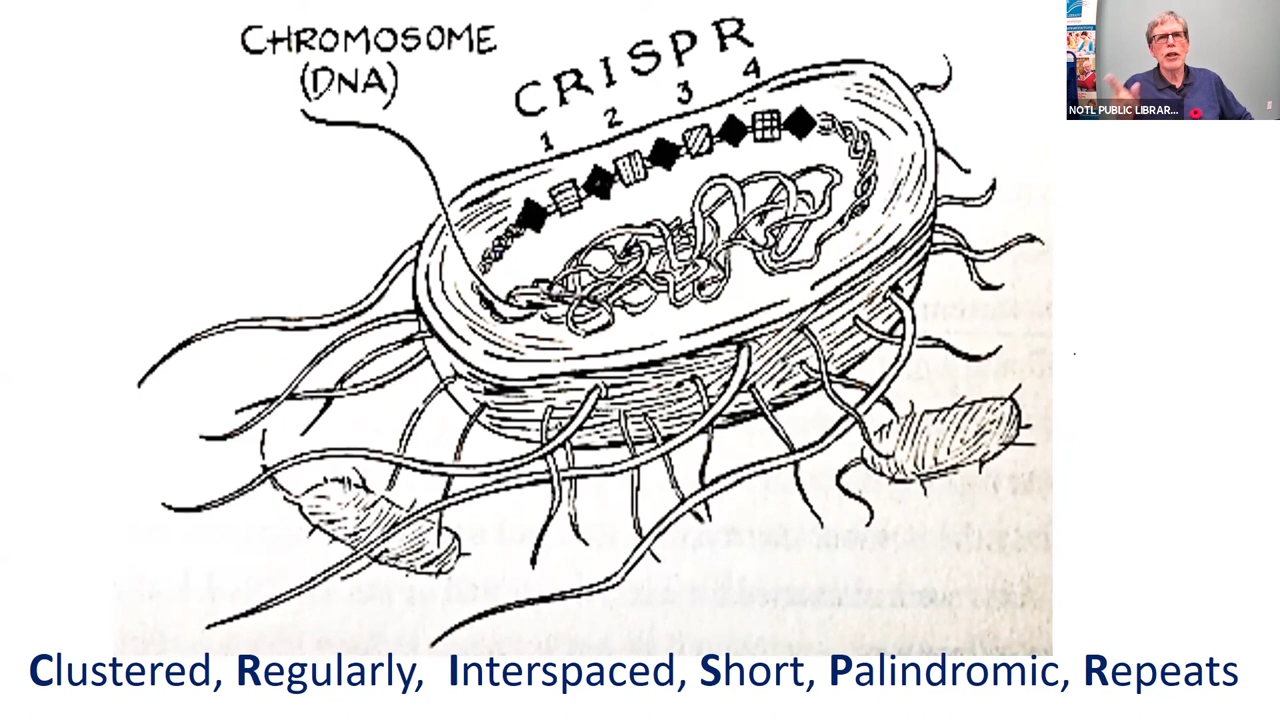 CHROMOSOME
(DNA)
CRISPR
1 2 3 4
NOTL PUBLIC LIBRAR...
Clustered, Regularly, Interspaced, Short, Palindromic, Repeats